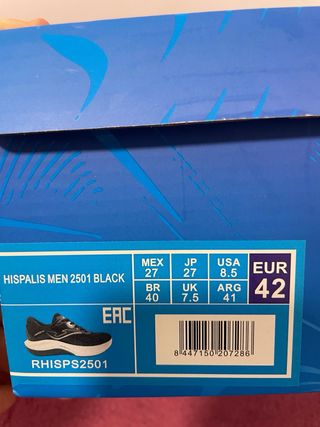 HISPALIS MEN 2501 BLACK
MEX 27
JP 27
USA 8.5
EUR 42
BR 40
UK 7.5
ARG 41
EAC
RHISPS2501
8 447150 207286